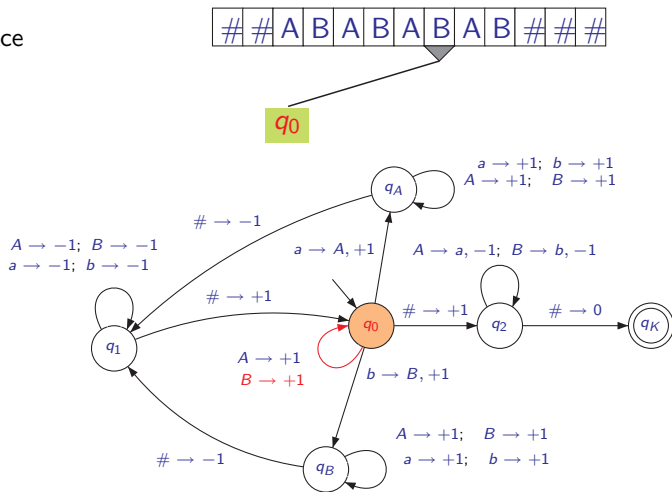 ce
# # A B A B A B A B # # #
q0
a → +1; b → +1
A → +1; B → +1
qA
# → −1
A → −1; B → −1
a → −1; b → −1
a → A, +1
A → a, −1; B → b, −1
# → +1
# → +1
# → 0
q1
q0
q2
qK
A → +1
B → +1
b → B, +1
A → +1; B → +1
a → +1; b → +1
# → −1
qB